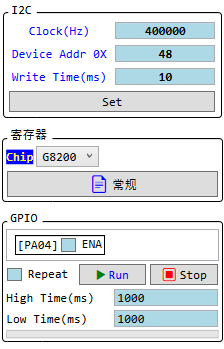 I2C
Clock(Hz) 400000
Device Addr 0X 48
Write Time(ms) 10
Set
寄存器
Chip G8200
常规
GPIO
[PA04] ENA
Repeat Run Stop
High Time(ms) 1000
Low Time(ms) 1000